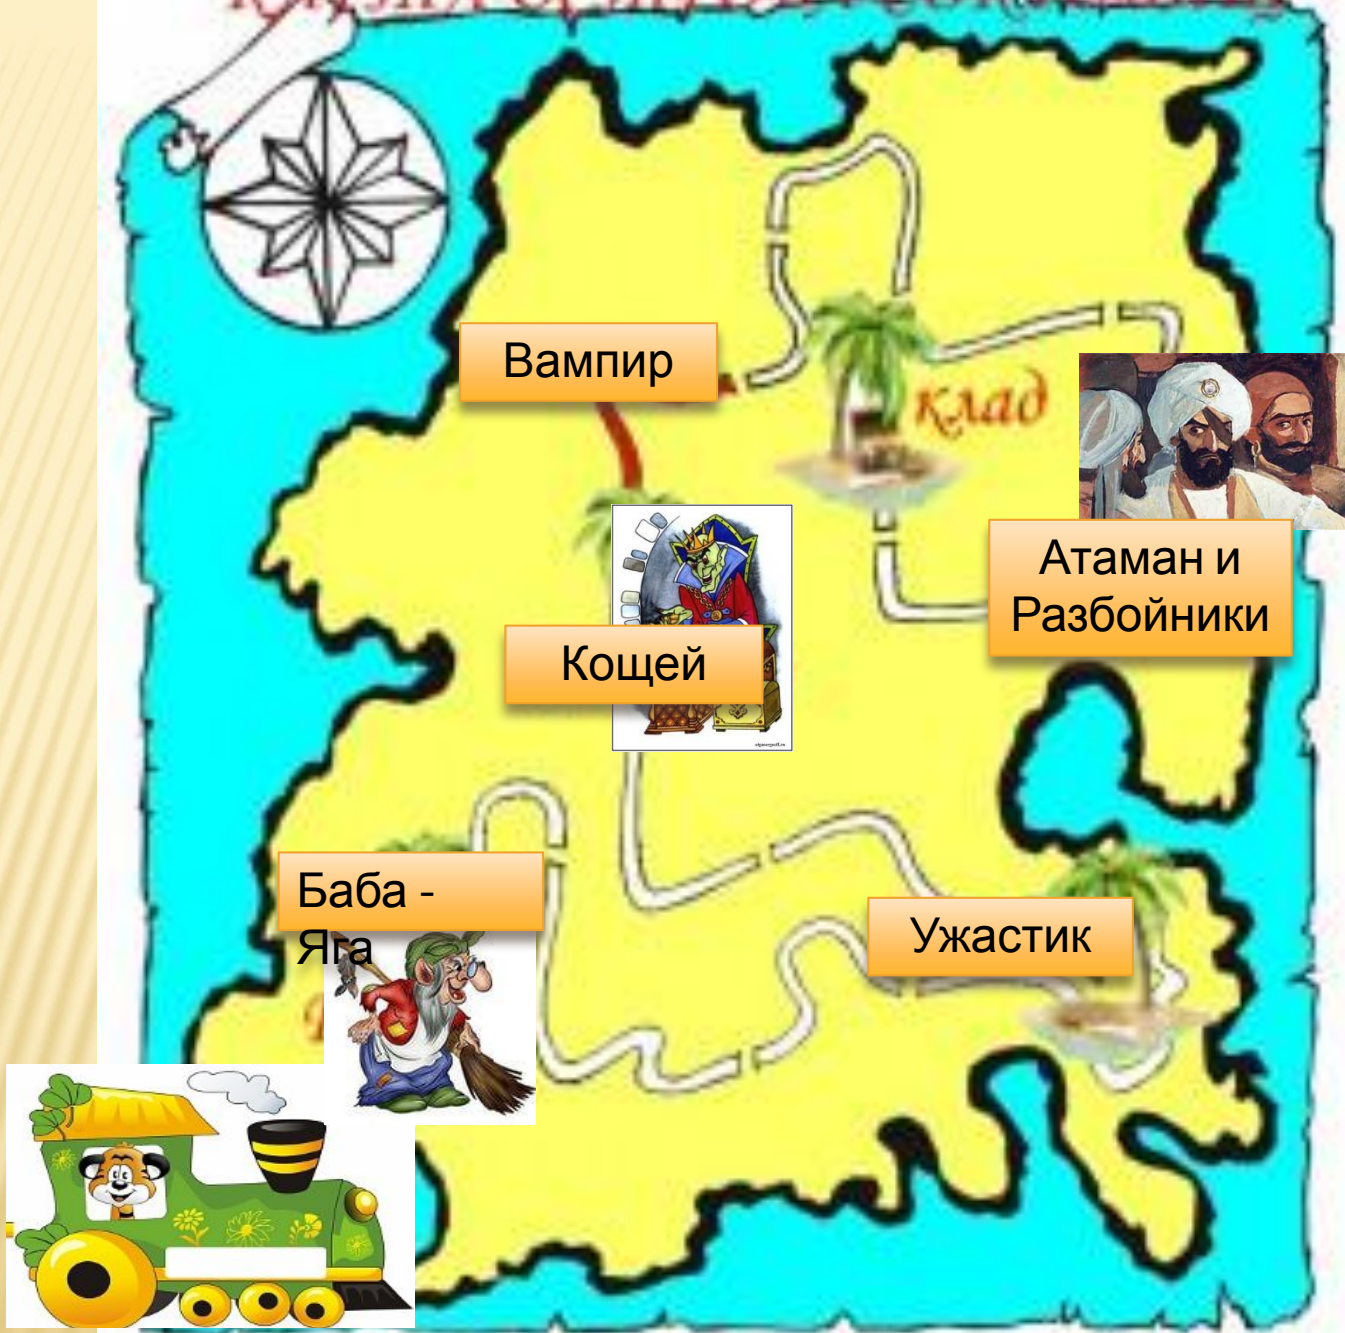 Вампир
клад
Атаман и
Разбойники
Кощей
Баба -
Яга
Ужастик